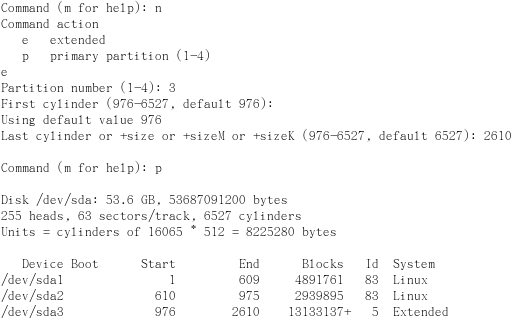 Command (m for help): n
Command action
   e   extended
   p   primary partition (1-4)
e
Partition number (1-4): 3
First cylinder (976-6527, default 976):
Using default value 976
Last cylinder or +size or +sizeM or +sizeK (976-6527, default 6527): 2610

Command (m for help): p

Disk /dev/sda: 53.6 GB, 53687091200 bytes
255 heads, 63 sectors/track, 6527 cylinders
Units = cylinders of 16065 * 512 = 8225280 bytes

   Device Boot      Start         End      Blocks   Id  System
/dev/sda1               1         609     4891761   83  Linux
/dev/sda2             610         975     2939895   83  Linux
/dev/sda3             976        2610    13133137+   5  Extended